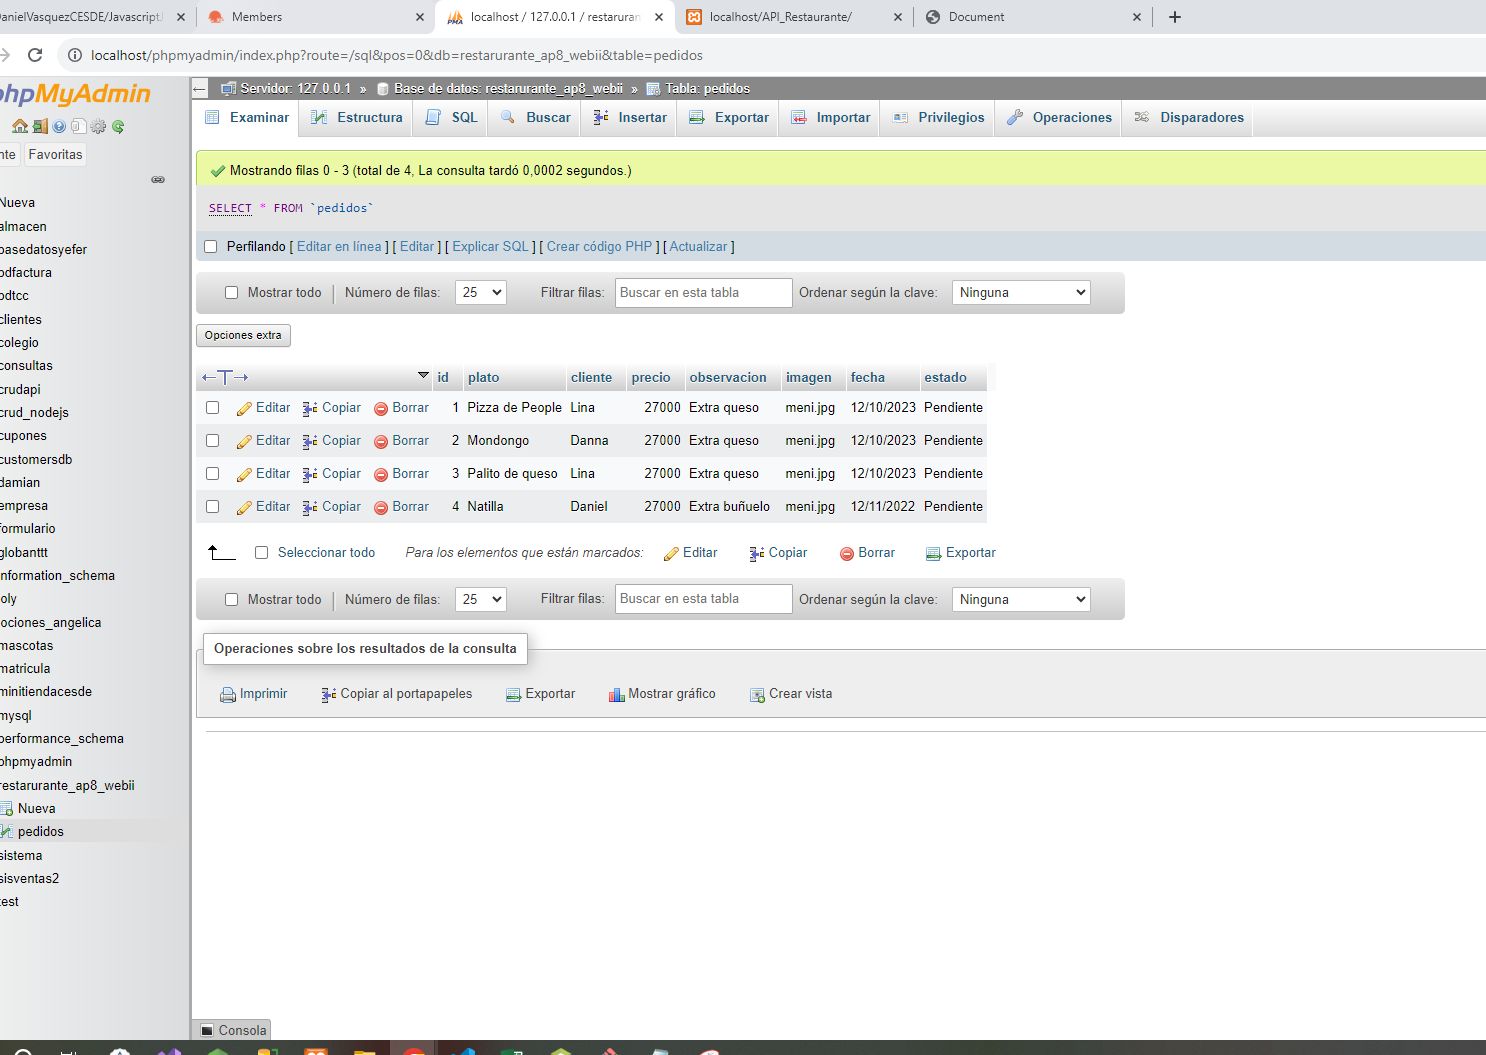 DanielVasquezCESDE/Javascript
Members
localhost / 127.0.0.1 / restarurar
localhost/API_Restaurante/
Document
localhost/phpmyadmin/index.php?route=/sql&pos=0&db=restarurante_ap8_webii&table=pedidos
phpMyAdmin
nte
Favoritas
Nueva
almacen
basedatosyefer
bdfactura
bdtcc
clientes
colegio
consultas
crudapi
crud_nodejs
cupones
customersdb
damian
empresa
formulario
globanttt
information_schema
oly
ociones_angelica
mascotas
matricula
minitiendacesde
mysql
performance_schema
phpmyadmin
restarurante_ap8_webii
Nueva
pedidos
sistema
sisventas2
test
Servidor: 127.0.0.1 » Base de datos: restarurante_ap8_webii » Tabla: pedidos
Examinar Estructura SQL Buscar Insertar Exportar Importar Privilegios Operaciones Disparadores
Mostrando filas 0 - 3 (total de 4, La consulta tardó 0,0002 segundos.)
SELECT * FROM `pedidos`
Perfilando [ Editar en línea ] [ Editar ] [ Explicar SQL ] [ Crear código PHP ] [ Actualizar ]
Mostrar todo | Número de filas: 25 Filtrar filas: Buscar en esta tabla Ordenar según la clave: Ninguna
Opciones extra
←T→ id plato cliente precio observacion imagen fecha estado
Editar Copiar Borrar 1 Pizza de People Lina 27000 Extra queso meni.jpg 12/10/2023 Pendiente
Editar Copiar Borrar 2 Mondongo Danna 27000 Extra queso meni.jpg 12/10/2023 Pendiente
Editar Copiar Borrar 3 Palito de queso Lina 27000 Extra queso meni.jpg 12/10/2023 Pendiente
Editar Copiar Borrar 4 Natilla Daniel 27000 Extra buñuelo meni.jpg 12/11/2022 Pendiente
Seleccionar todo Para los elementos que están marcados: Editar Copiar Borrar Exportar
Mostrar todo | Número de filas: 25 Filtrar filas: Buscar en esta tabla Ordenar según la clave: Ninguna
Operaciones sobre los resultados de la consulta
Imprimir Copiar al portapapeles Exportar Mostrar gráfico Crear vista
Consola